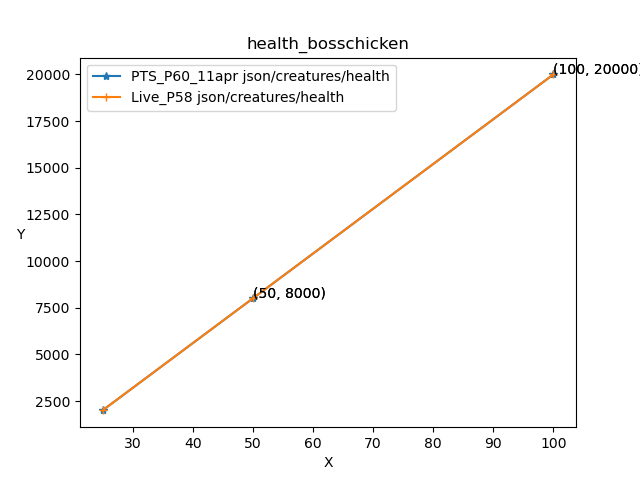 health_bosschicken
PTS_P60_11apr json/creatures/health
Live_P58 json/creatures/health
(100, 20000)
(50, 8000)
20000
17500
15000
12500
10000
7500
5000
2500
Y
30 40 50 60 70 80 90 100
X